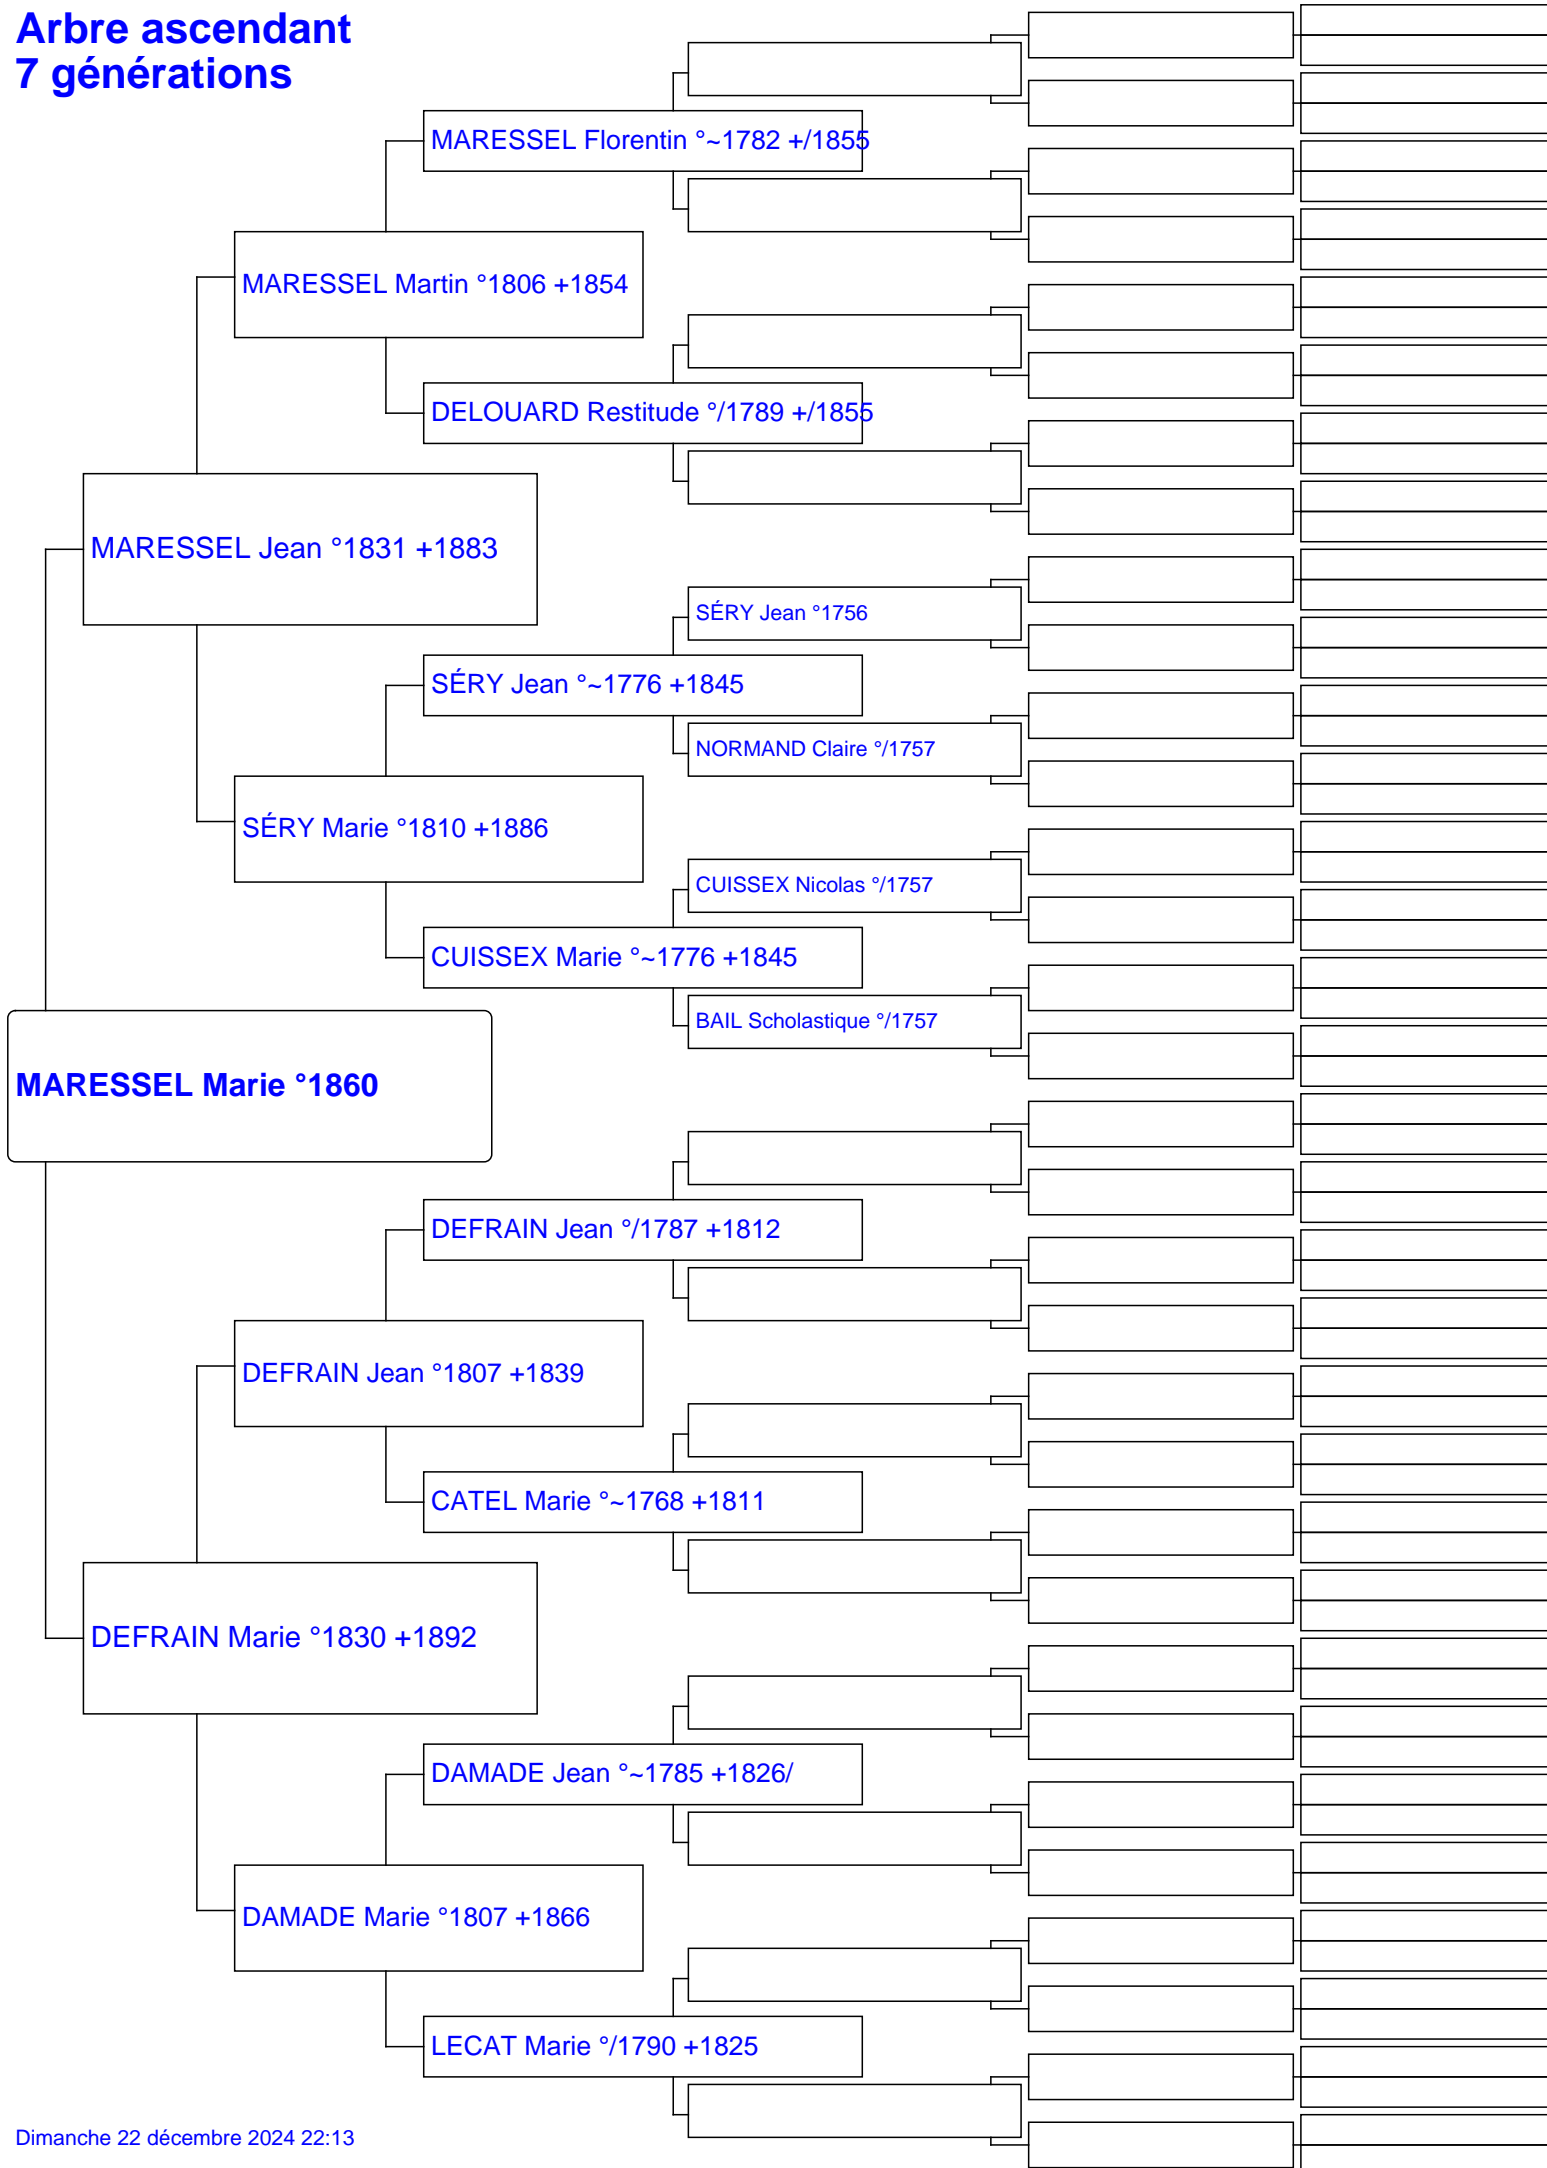 Arbre ascendant
7 générations
MARESSEL Florentin °~1782 +/1855
MARESSEL Martin °1806 +1854
DELOUARD Restitude °/1789 +/1855
MARESSEL Jean °1831 +1883
SÉRY Jean °1756
SÉRY Jean °~1776 +1845
NORMAND Claire °/1757
SÉRY Marie °1810 +1886
CUISSEX Nicolas °/1757
CUISSEX Marie °~1776 +1845
BAIL Scholastique °/1757
MARESSEL Marie °1860
DEFRAIN Jean °/1787 +1812
DEFRAIN Jean °1807 +1839
CATEL Marie °~1768 +1811
DEFRAIN Marie °1830 +1892
DAMADE Jean °~1785 +1826/
DAMADE Marie °1807 +1866
LECAT Marie °/1790 +1825
Dimanche 22 décembre 2024 22:13